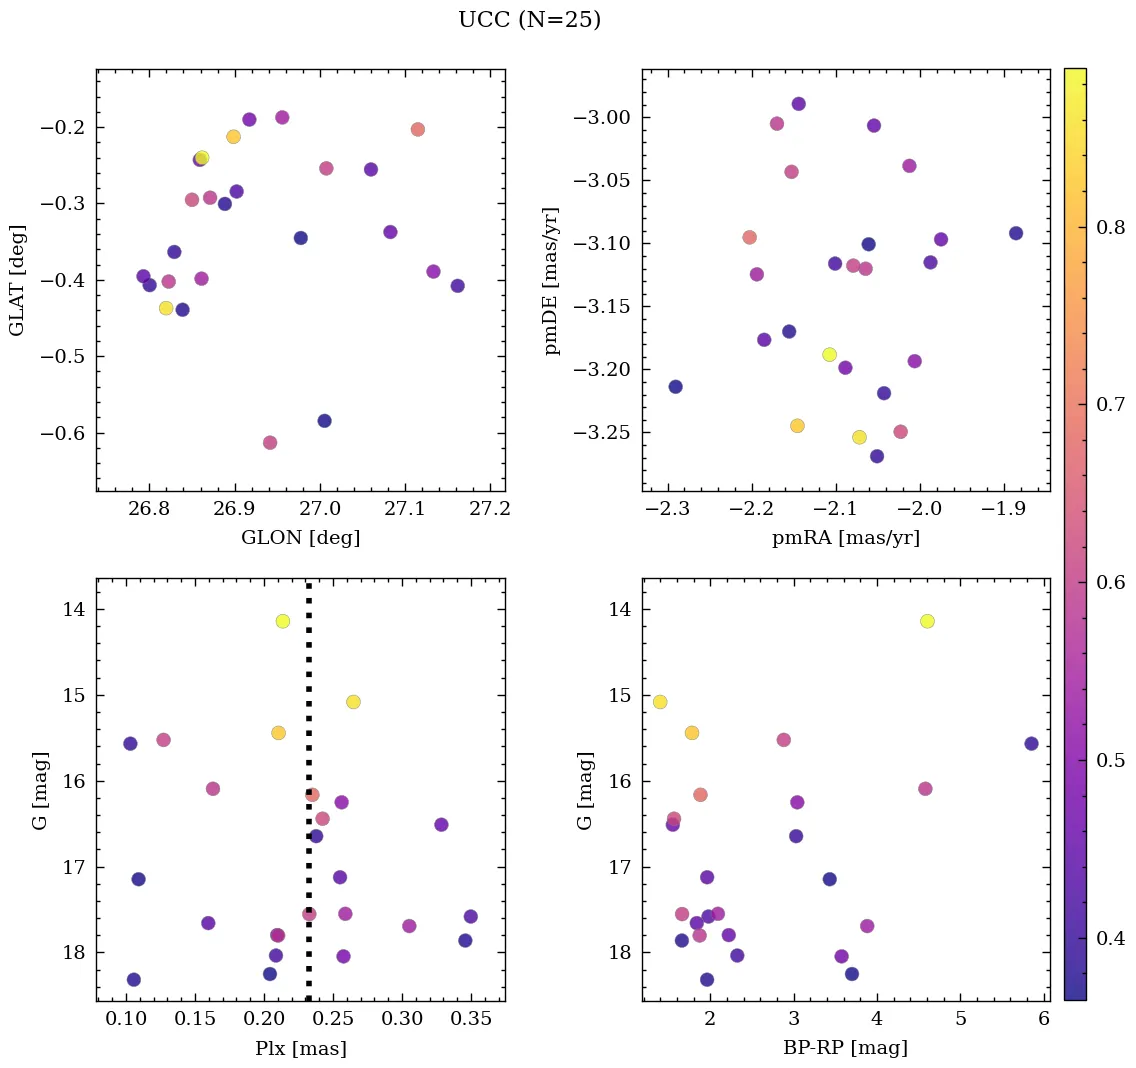 UCC (N=25)
−0.2
−0.3
−0.4
−0.5
−0.6
GLAT [deg]
26.8 26.9 27.0 27.1 27.2
GLON [deg]
−3.00
−3.05
−3.10
−3.15
−3.20
−3.25
pmDE [mas/yr]
−2.3 −2.2 −2.1 −2.0 −1.9
pmRA [mas/yr]
14
15
16
17
18
G [mag]
0.10 0.15 0.20 0.25 0.30 0.35
Plx [mas]
G [mag]
2 3 4 5 6
BP-RP [mag]
0.8
0.7
0.6
0.5
0.4
14
15
16
17
18